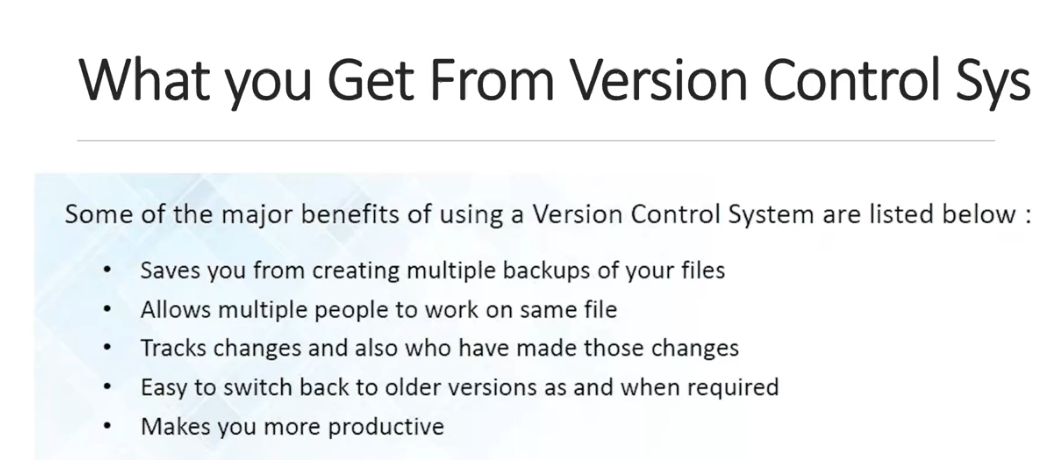 What you Get From Version Control Sys
Some of the major benefits of using a Version Control System are listed below :
• Saves you from creating multiple backups of your files
• Allows multiple people to work on same file
• Tracks changes and also who have made those changes
• Easy to switch back to older versions as and when required
• Makes you more productive